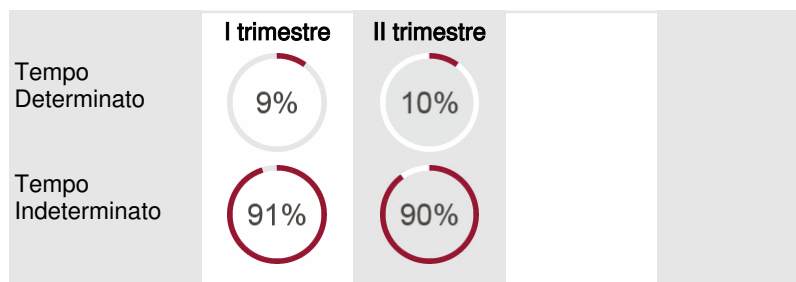 I trimestre II trimestre
Tempo
Determinato
9% 10%
Tempo
Indeterminato
91% 90%